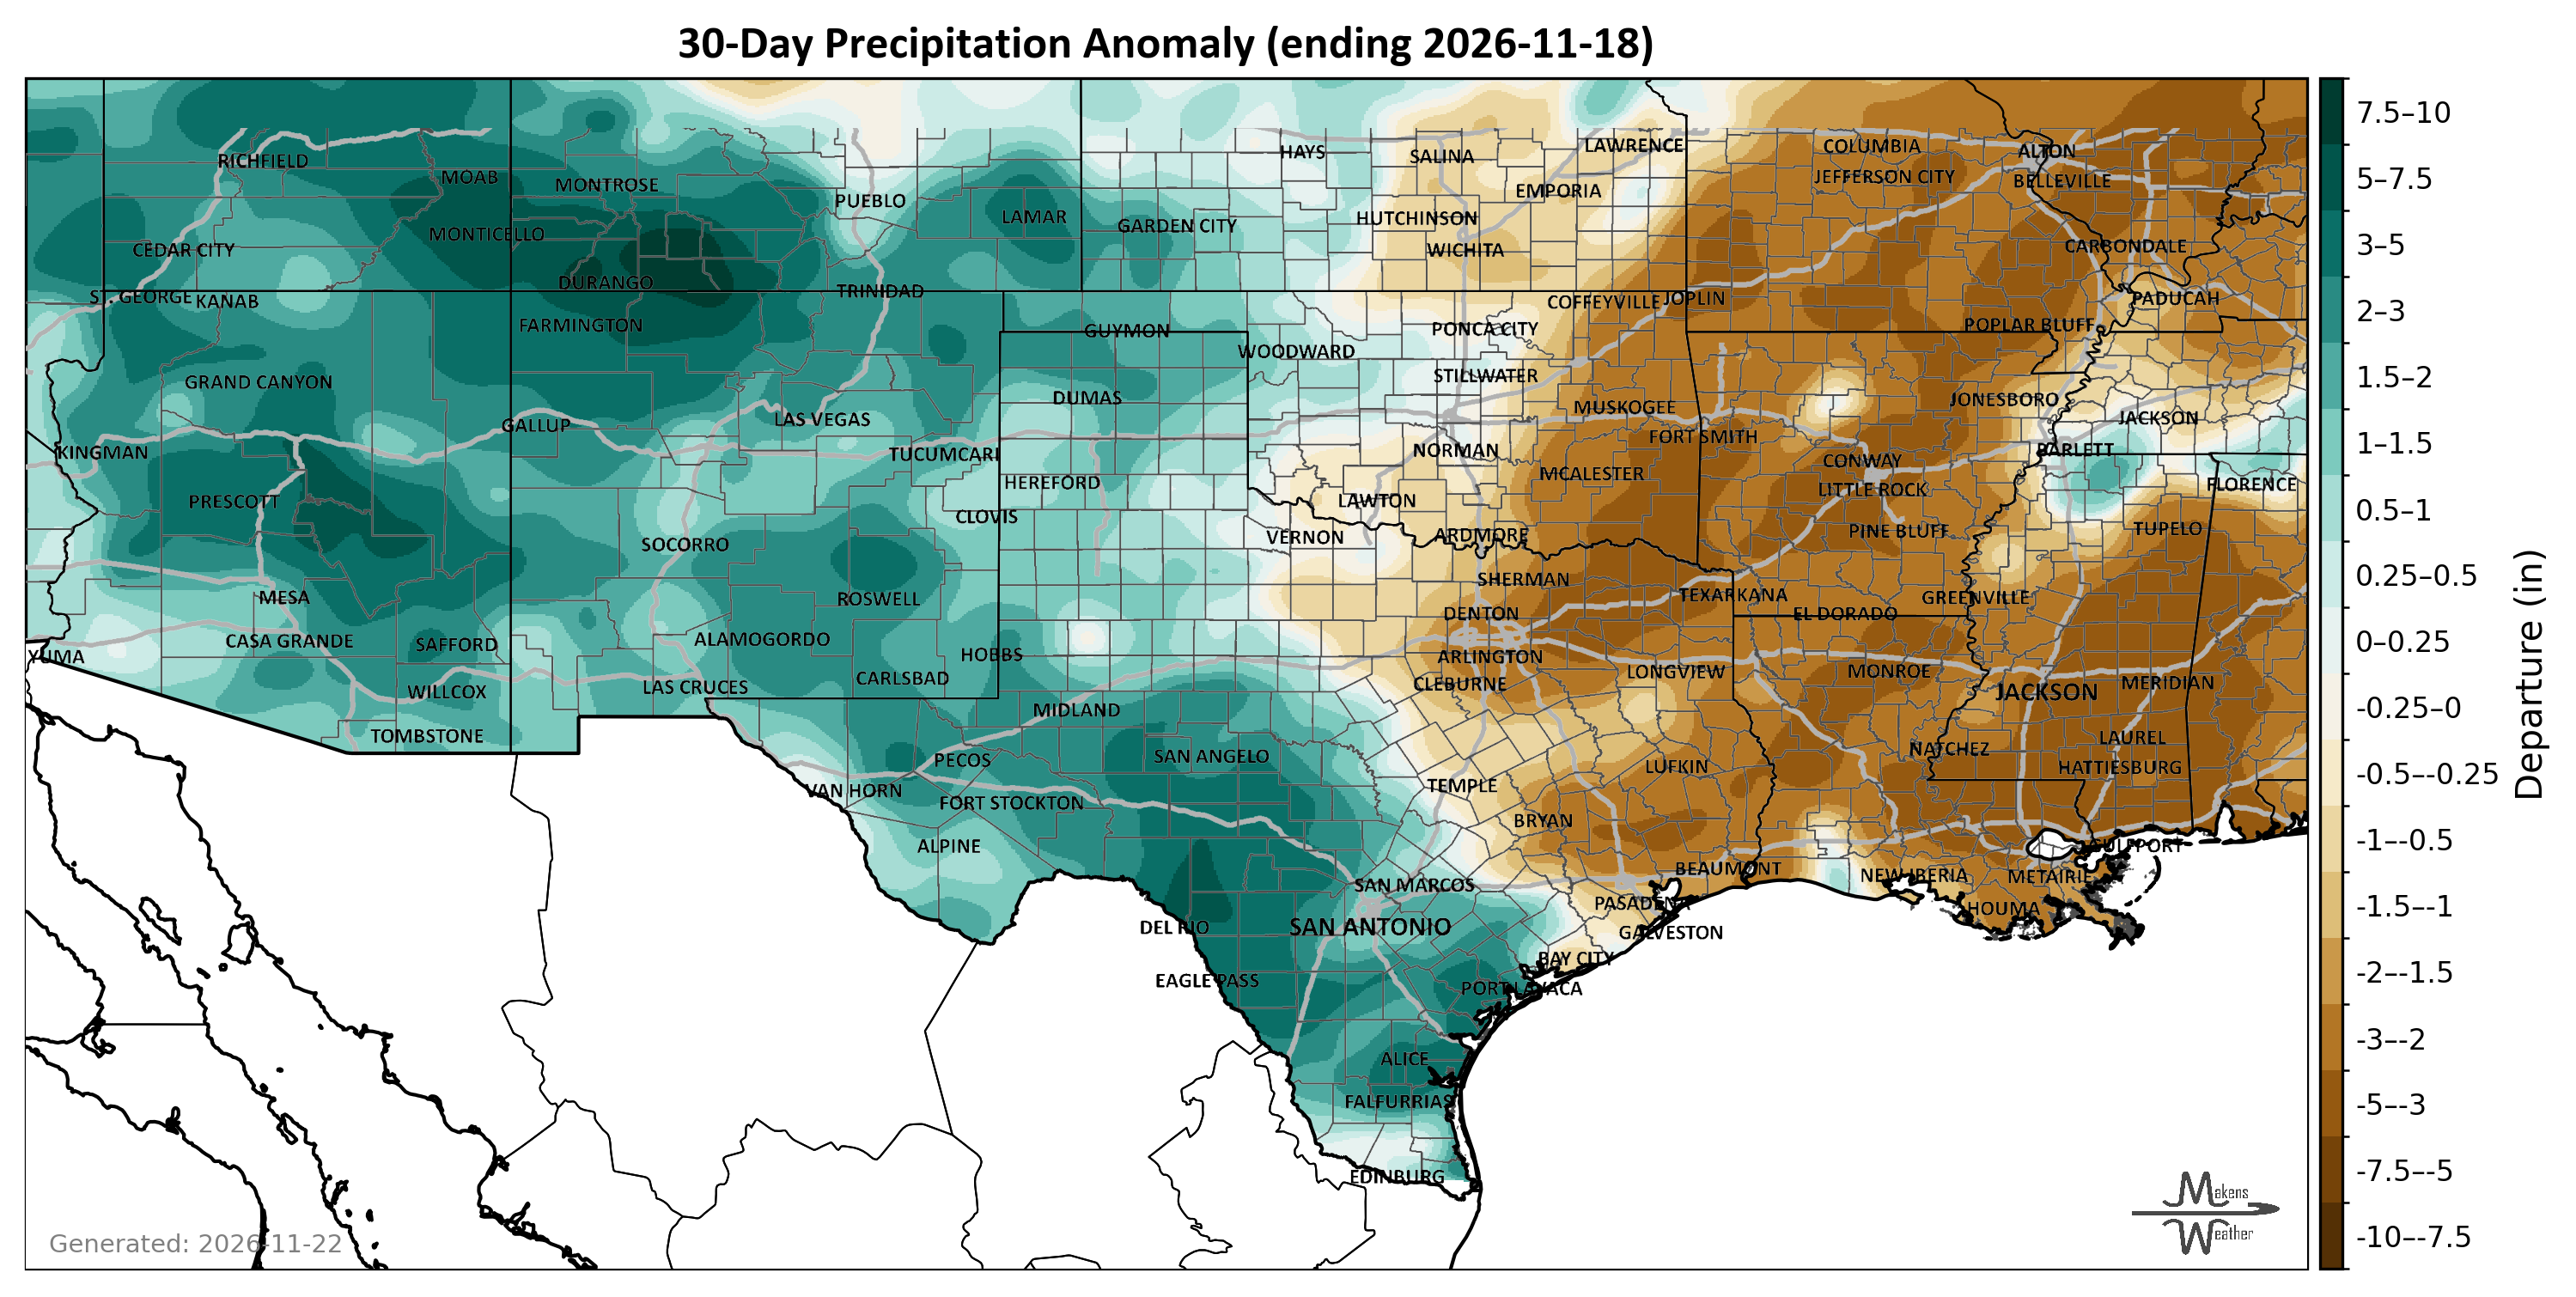 30-Day Precipitation Anomaly (ending 2026-11-18)
RICHFIELD
MOAB
MONTROSE
PUEBLO
LAMAR
GARDEN CITY
HAYS
SALINA
LAWRENCE
EMPORIA
HUTCHINSON
WICHITA
COLUMBIA
JEFFERSON CITY
ALTON
BELLEVILLE
CARBONDALE
MONTICELLO
CEDAR CITY
DURANGO
TRINIDAD
ST. GEORGE
KANAB
FARMINGTON
GUYMON
COFFEYVILLE
JOPLIN
PADUCAH
PONCA CITY
POPLAR BLUFF
WOODWARD
STILLWATER
GRAND CANYON
DUMAS
MUSKOGEE
JONESBORO
JACKSON
GALLUP
LAS VEGAS
FORT SMITH
KINGMAN
TUCUMCARI
NORMAN
BARLETT
CONWAY
MCALESTER
HEREFORD
FLORENCE
PRESCOTT
LAWTON
LITTLE ROCK
CLOVIS
VERNON
ARDMORE
PINE BLUFF
TUPELO
SOCORRO
SHERMAN
MESA
ROSWELL
TEXARKANA
GREENVILLE
DENTON
EL DORADO
CASA GRANDE
SAFFORD
ALAMOGORDO
HOBBS
ARLINGTON
YUMA
LONGVIEW
MONROE
CARLSBAD
CLEBURNE
MERIDIAN
WILLCOX
LAS CRUCES
JACKSON
MIDLAND
TOMBSTONE
NATCHEZ
LAUREL
PECOS
SAN ANGELO
LUFKIN
HATTIESBURG
VAN HORN
FORT STOCKTON
TEMPLE
BRYAN
ALPINE
GULFPORT
BEAUMONT
NEW IBERIA
METAIRIE
SAN MARCOS
PASADENA
HOUMA
DEL RIO
SAN ANTONIO
GALVESTON
BAY CITY
EAGLE PASS
PORT LAVACA
ALICE
FALFURRIAS
EDINBURG
7.5–10
5–7.5
3–5
2–3
1.5–2
1–1.5
0.5–1
0.25–0.5
0–0.25
-0.25–0
-0.5–-0.25
-1–-0.5
-1.5–-1
-2–-1.5
-3–-2
-5–-3
-7.5–-5
-10–-7.5
Departure (in)
Generated: 2026-11-22
Makens
Weather